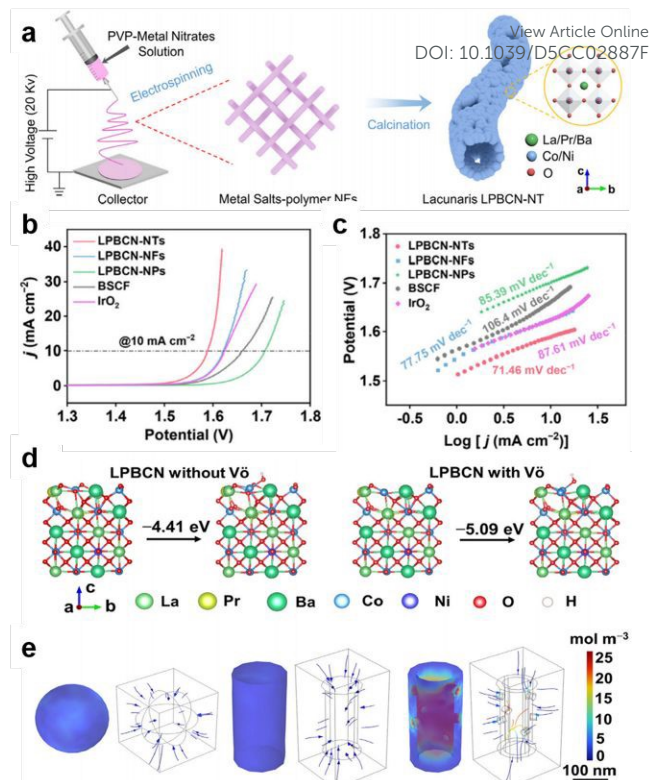 View Article Online
DOI: 10.1039/D5CC02887F
a
PVP-Metal Nitrates
Solution
Electrospinning
High Voltage (20 Kv)
Collector
Metal Salts-polymer NFs
Calcination
Lacunaris LPBCN-NT
La/Pr/Ba
Co/Ni
O
c
a b
b
LPBCN-NTs
LPBCN-NFs
LPBCN-NPs
BSCF
IrO₂
@10 mA cm⁻²
j (mA cm⁻²)
40
30
20
10
0
1.3 1.4 1.5 1.6 1.7 1.8
Potential (V)
c
LPBCN-NTs
LPBCN-NFs
LPBCN-NPs
BSCF
IrO₂
85.39 mV dec⁻¹
106.4 mV dec⁻¹
77.75 mV dec⁻¹
87.61 mV dec⁻¹
71.46 mV dec⁻¹
Potential (V)
1.8
1.7
1.6
1.5
-0.5 0.0 0.5 1.0 1.5 2.0
Log [ j (mA cm⁻²)]
d
LPBCN without Vö
LPBCN with Vö
−4.41 eV
−5.09 eV
c
a b
La Pr Ba Co Ni O H
e
mol m⁻³
25
20
15
10
5
0
100 nm